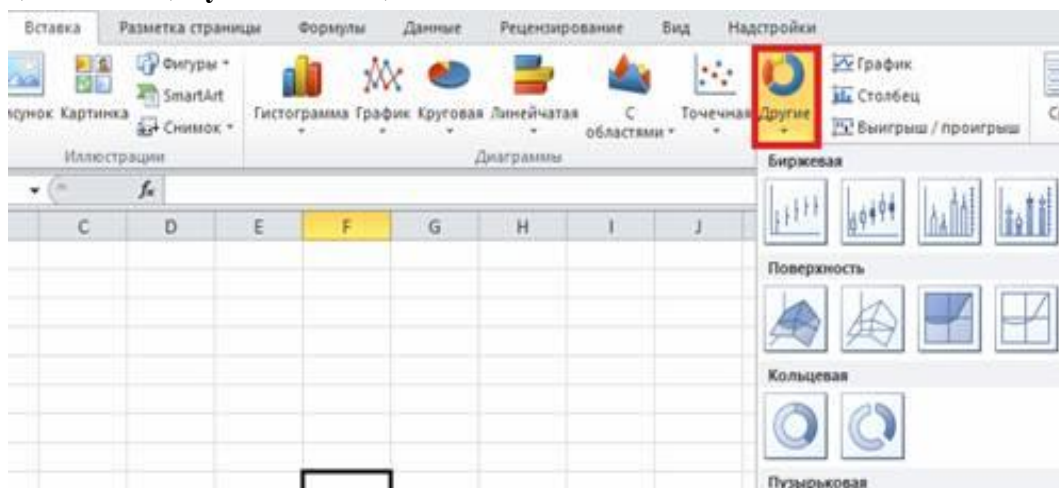 Вставка Разметка страницы Формулы Данные Рецензирование Вид Надстройки
Фигуры График
SmartArt Столбец
Картинка Снимок Гистограмма График Круговая Линейчатая С областями Точечная Другие Выигрыш / проигрыш
Иллюстрации Диаграммы
Биржевая
fx
C D E F G H I J
Поверхность
Кольцевая
Пузырьковая